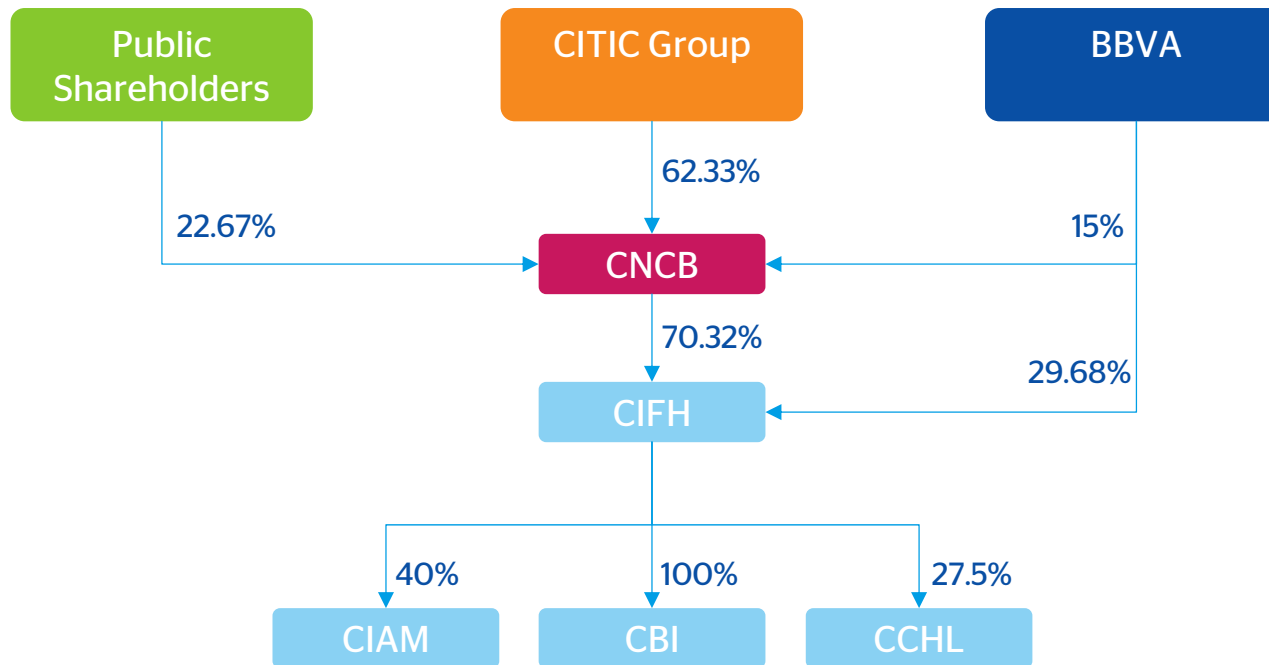 Public
Shareholders
CITIC Group
BBVA
62.33%
22.67%
15%
CNCB
70.32%
29.68%
CIFH
40%
100%
27.5%
CIAM
CBI
CCHL